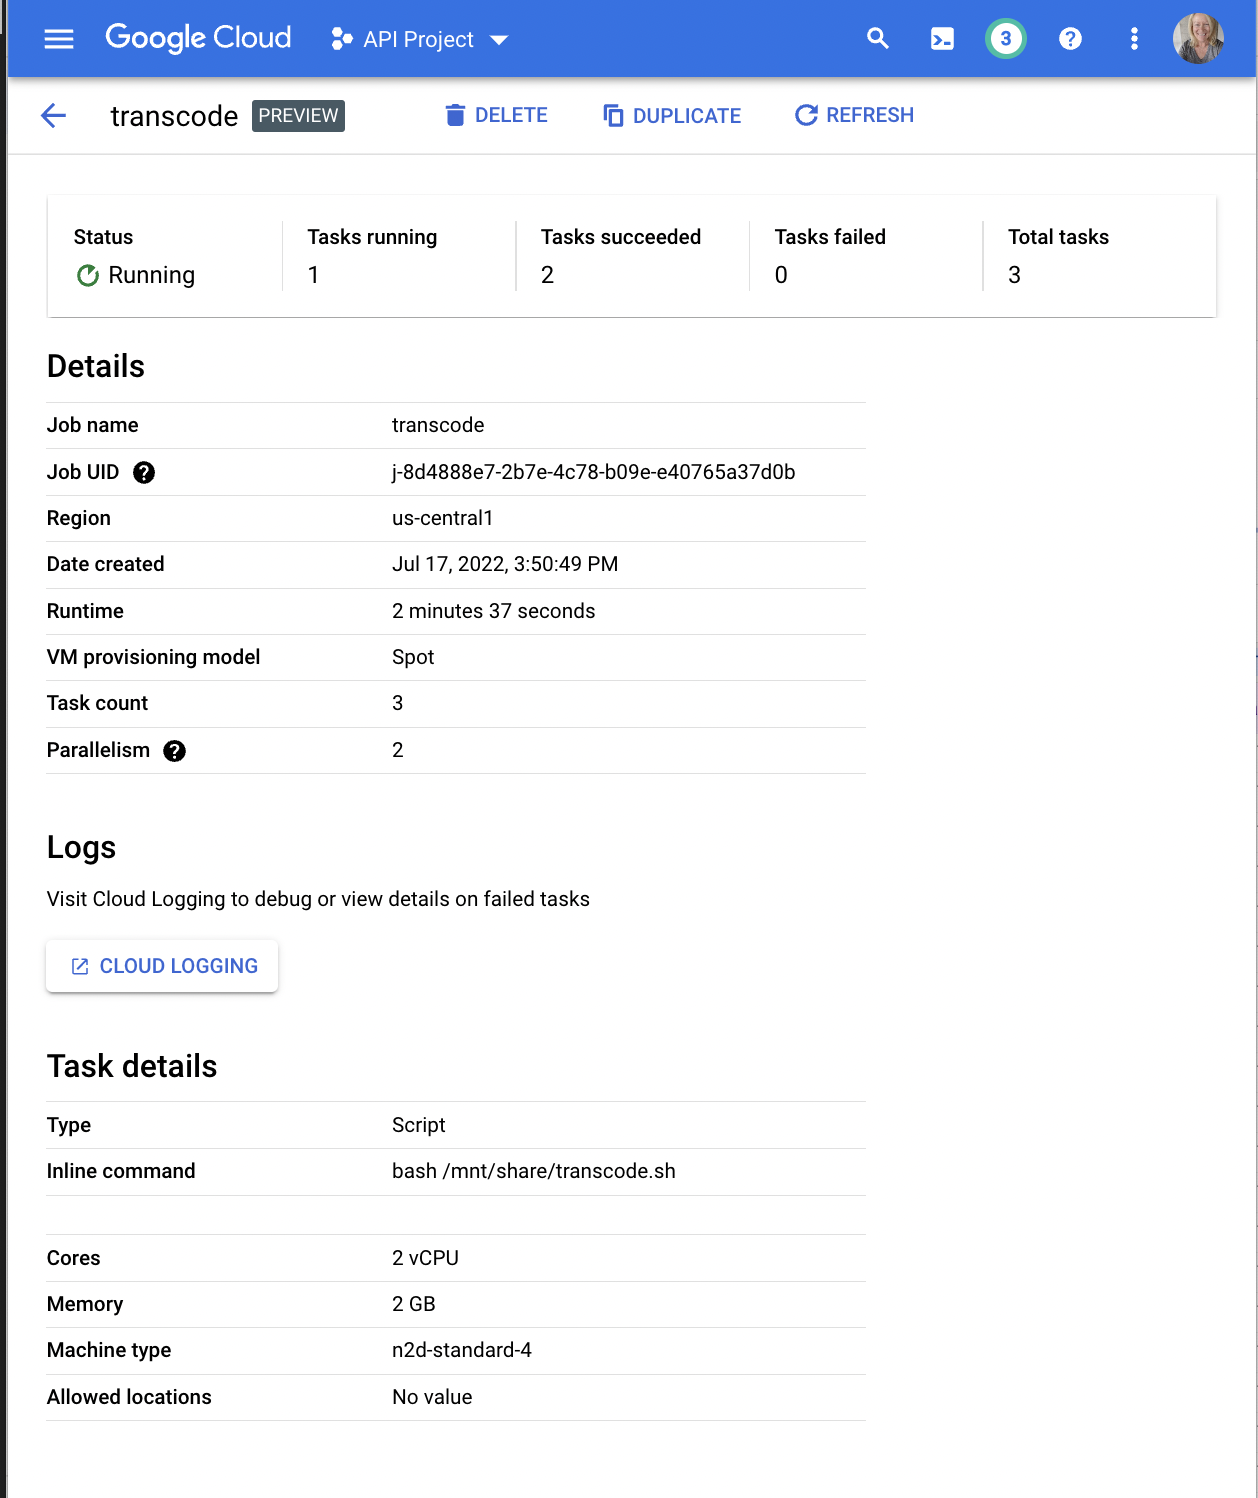 Google Cloud API Project 3
transcode PREVIEW DELETE DUPLICATE REFRESH
Status Tasks running Tasks succeeded Tasks failed Total tasks
Running 1 2 0 3
Details
Job name transcode
Job UID j-8d4888e7-2b7e-4c78-b09e-e40765a37d0b
Region us-central1
Date created Jul 17, 2022, 3:50:49 PM
Runtime 2 minutes 37 seconds
VM provisioning model Spot
Task count 3
Parallelism 2
Logs
Visit Cloud Logging to debug or view details on failed tasks
CLOUD LOGGING
Task details
Type Script
Inline command bash /mnt/share/transcode.sh
Cores 2 vCPU
Memory 2 GB
Machine type n2d-standard-4
Allowed locations No value